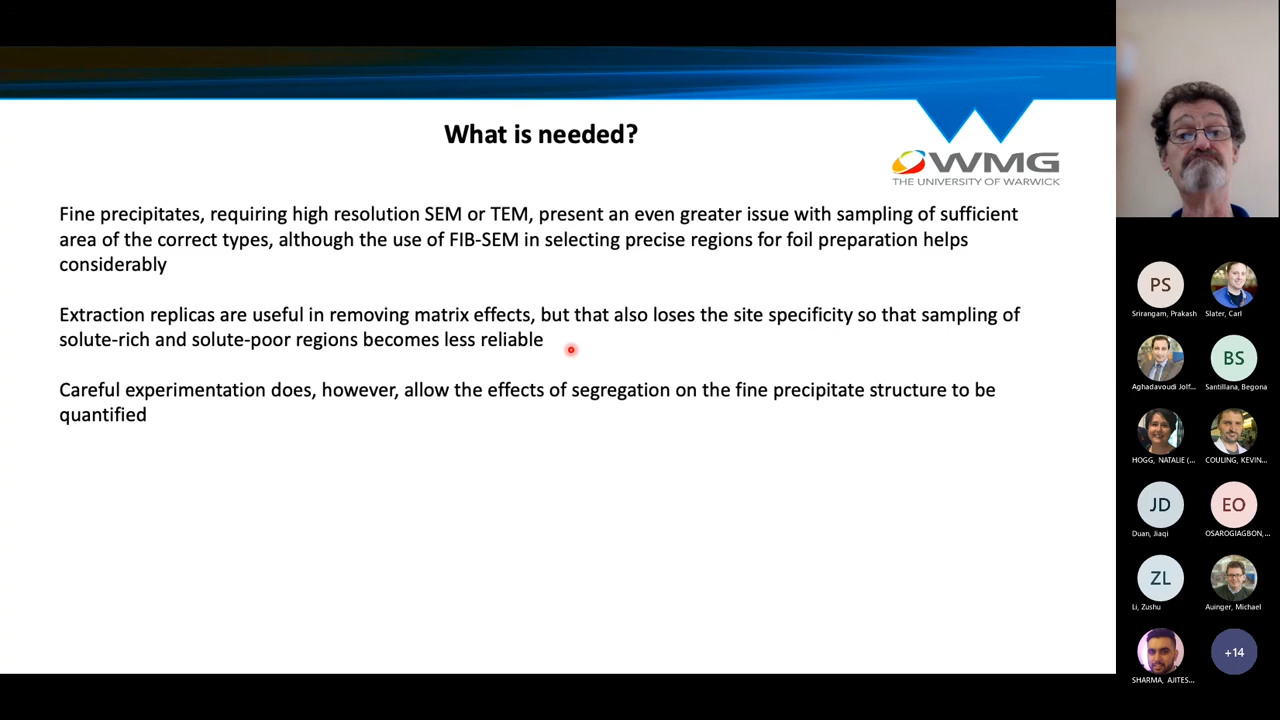 What is needed?
WMG
THE UNIVERSITY OF WARWICK
Fine precipitates, requiring high resolution SEM or TEM, present an even greater issue with sampling of sufficient
area of the correct types, although the use of FIB-SEM in selecting precise regions for foil preparation helps
considerably
Extraction replicas are useful in removing matrix effects, but that also loses the site specificity so that sampling of
solute-rich and solute-poor regions becomes less reliable
Careful experimentation does, however, allow the effects of segregation on the fine precipitate structure to be
quantified
PS
Srirangam, Prakash
Slater, Carl
Aghadavoudi Jolf...
BS
Santillana, Begona
HOGG, NATALIE (...
COULING, KEVIN...
JD
Duan, Jiaqi
EO
OSAROGIAGBON,...
ZL
Li, Zushu
Auinger, Michael
SHARMA, AJITES...
+14